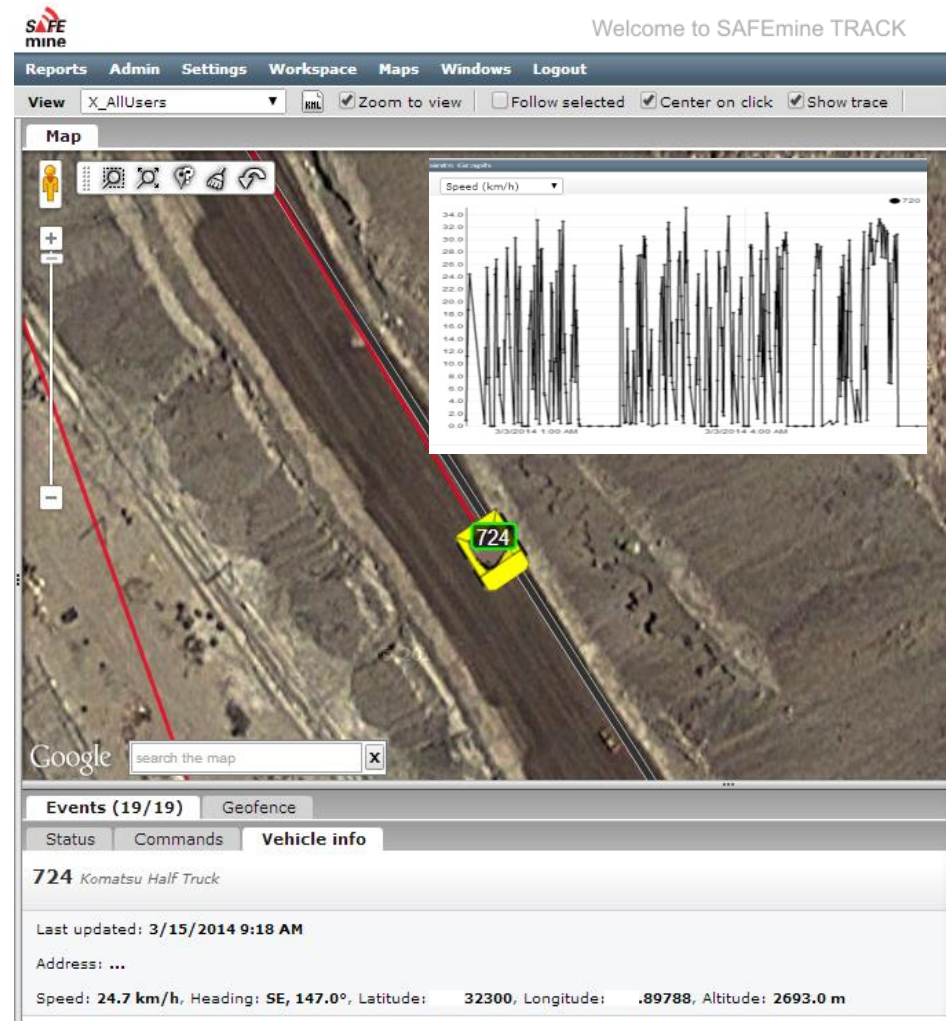 SAFE
mine
Welcome to SAFEmine TRACK
Reports Admin Settings Workspace Maps Windows Logout
View X_AllUsers KML Zoom to view Follow selected Center on click Show trace
Map
ints Graph
Speed (km/h)
720
34.0
32.0
30.0
28.0
26.0
24.0
22.0
20.0
18.0
16.0
14.0
12.0
10.0
8.0
6.0
4.0
2.0
0.0
3/3/2014 1:00 AM 3/3/2014 4:00 AM
724
Google search the map X
Events (19/19) Geofence
Status Commands Vehicle info
724 Komatsu Half Truck
Last updated: 3/15/2014 9:18 AM
Address: ...
Speed: 24.7 km/h, Heading: SE, 147.0°, Latitude: 32300, Longitude: .89788, Altitude: 2693.0 m